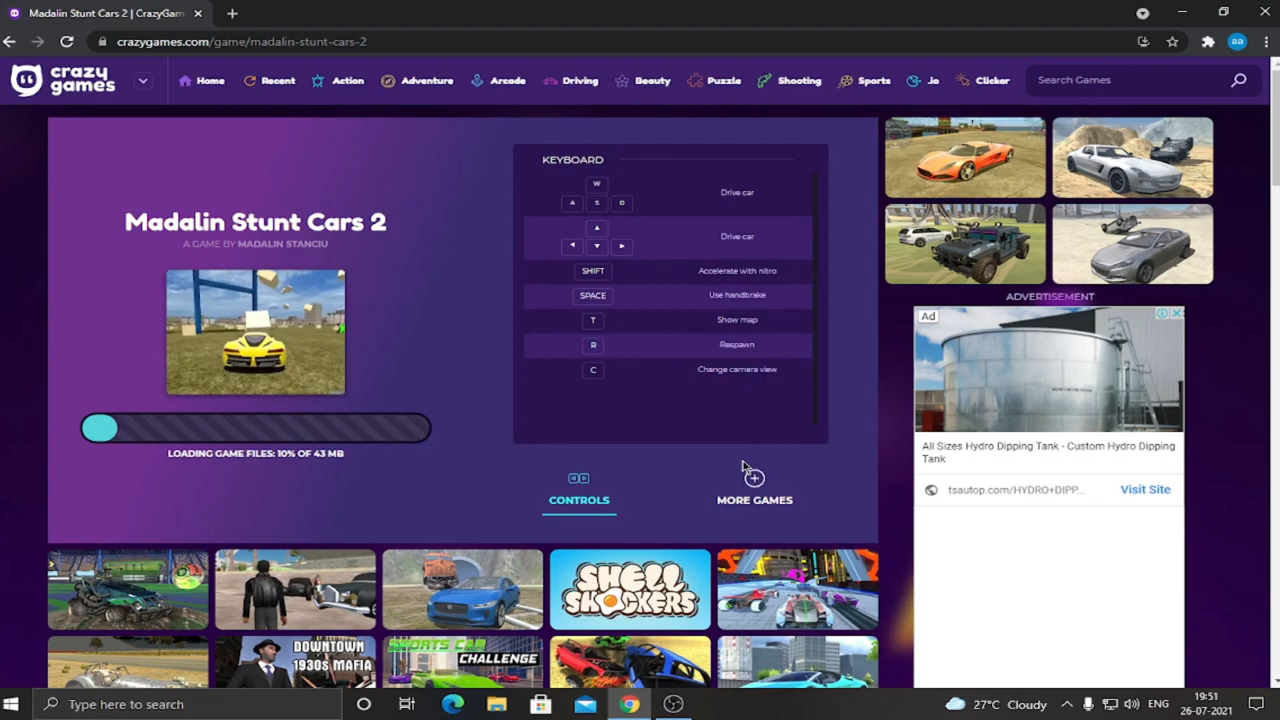 Madalin Stunt Cars 2 | CrazyGam
crazygames.com/game/madalin-stunt-cars-2
aa
crazy
games
Home
Recent
Action
Adventure
Arcade
Driving
Beauty
Puzzle
Shooting
Sports
.io
Clicker
Search Games
Madalin Stunt Cars 2
A GAME BY MADALIN STANCIU
LOADING GAME FILES: 10% OF 43 MB
KEYBOARD
W
A S D
Drive car
Drive car
SHIFT Accelerate with nitro
SPACE Use handbrake
T Show map
R Respawn
C Change camera view
CONTROLS
MORE GAMES
ADVERTISEMENT
Ad
All Sizes Hydro Dipping Tank - Custom Hydro Dipping
Tank
tsautop.com/HYDRO+DIPP...
Visit Site
SHELL
SHOCKERS
DOWNTOWN
1930S MAFIA
SPORTS CAR
CHALLENGE
Type here to search
27°C Cloudy
ENG
19:51
26-07-2021